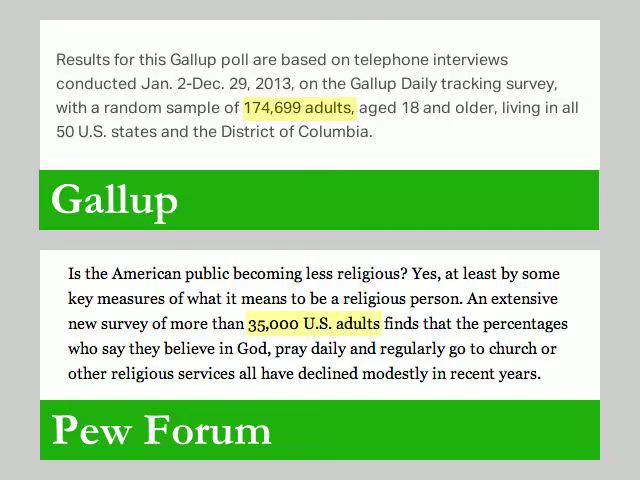 Results for this Gallup poll are based on telephone interviews
conducted Jan. 2-Dec. 29, 2013, on the Gallup Daily tracking survey,
with a random sample of 174,699 adults, aged 18 and older, living in all
50 U.S. states and the District of Columbia.
Gallup
Is the American public becoming less religious? Yes, at least by some
key measures of what it means to be a religious person. An extensive
new survey of more than 35,000 U.S. adults finds that the percentages
who say they believe in God, pray daily and regularly go to church or
other religious services all have declined modestly in recent years.
Pew Forum